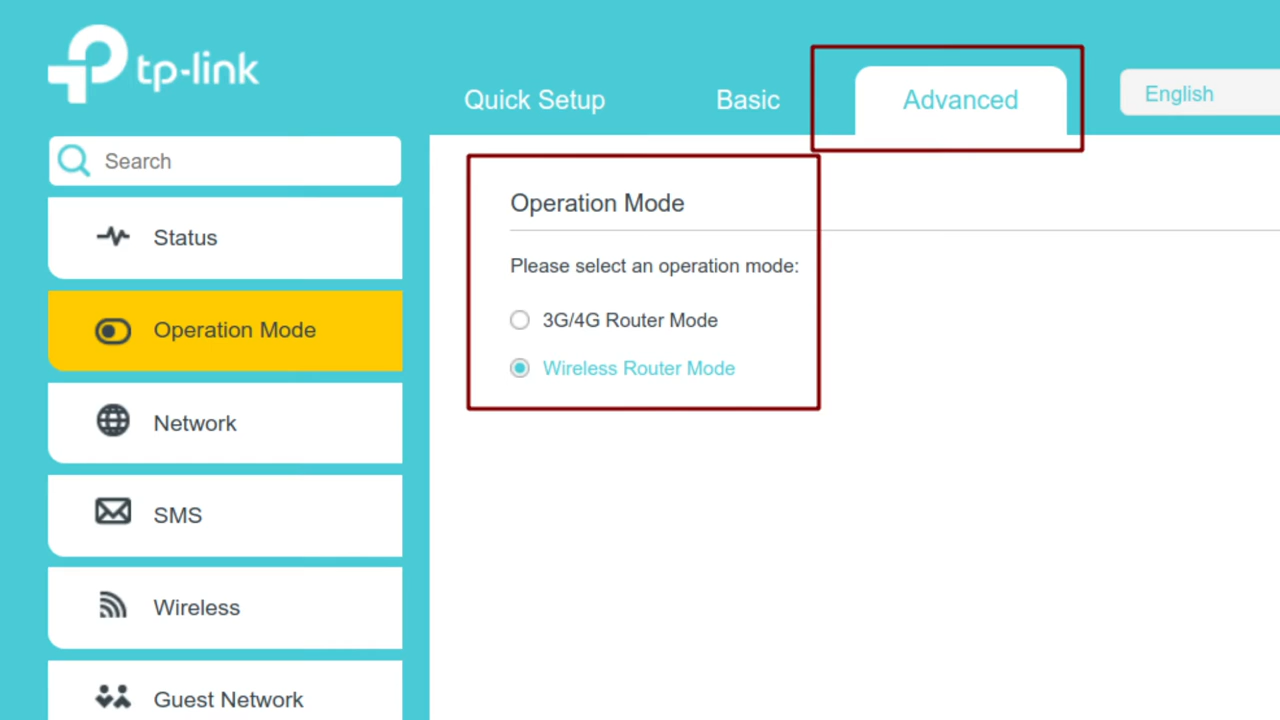 tp-link
Quick Setup
Basic
Advanced
English
Search
Status
Operation Mode
Network
SMS
Wireless
Guest Network
Operation Mode
Please select an operation mode:
3G/4G Router Mode
Wireless Router Mode